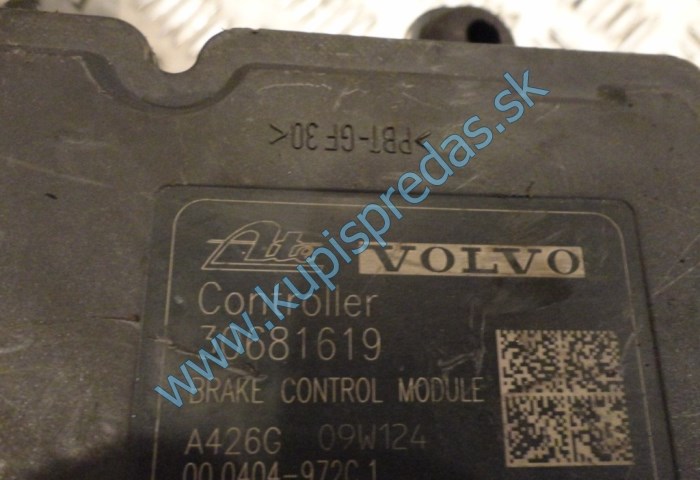 >PBT-GF30<
Ate VOLVO
Controller
30681619
BRAKE CONTROL MODULE
A426G 09W124
00.0404-972C.1
www.kupispredas.sk